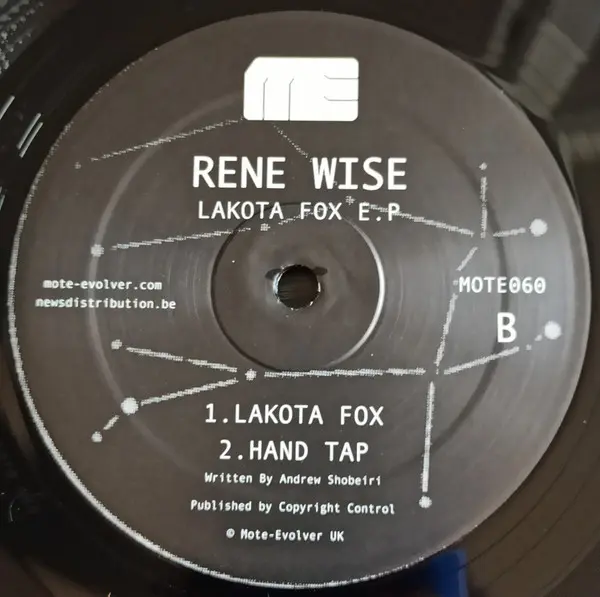 ME
RENE WISE
LAKOTA FOX E.P
mote-evolver.com
newsdistribution.be
MOTE060
B
1.LAKOTA FOX
2.HAND TAP
Written By Andrew Shobeiri
Published by Copyright Control
© Mote-Evolver UK